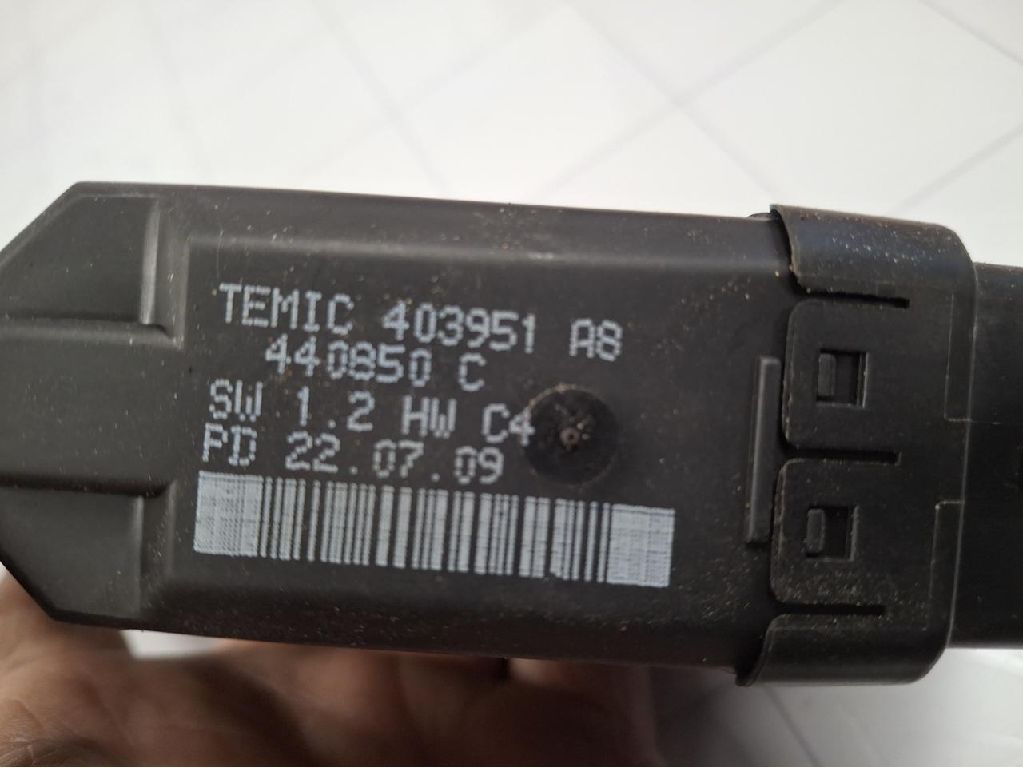 TEMIC 403951 A8
440850 C
SW 1.2 HW C4
PD 22.07.09